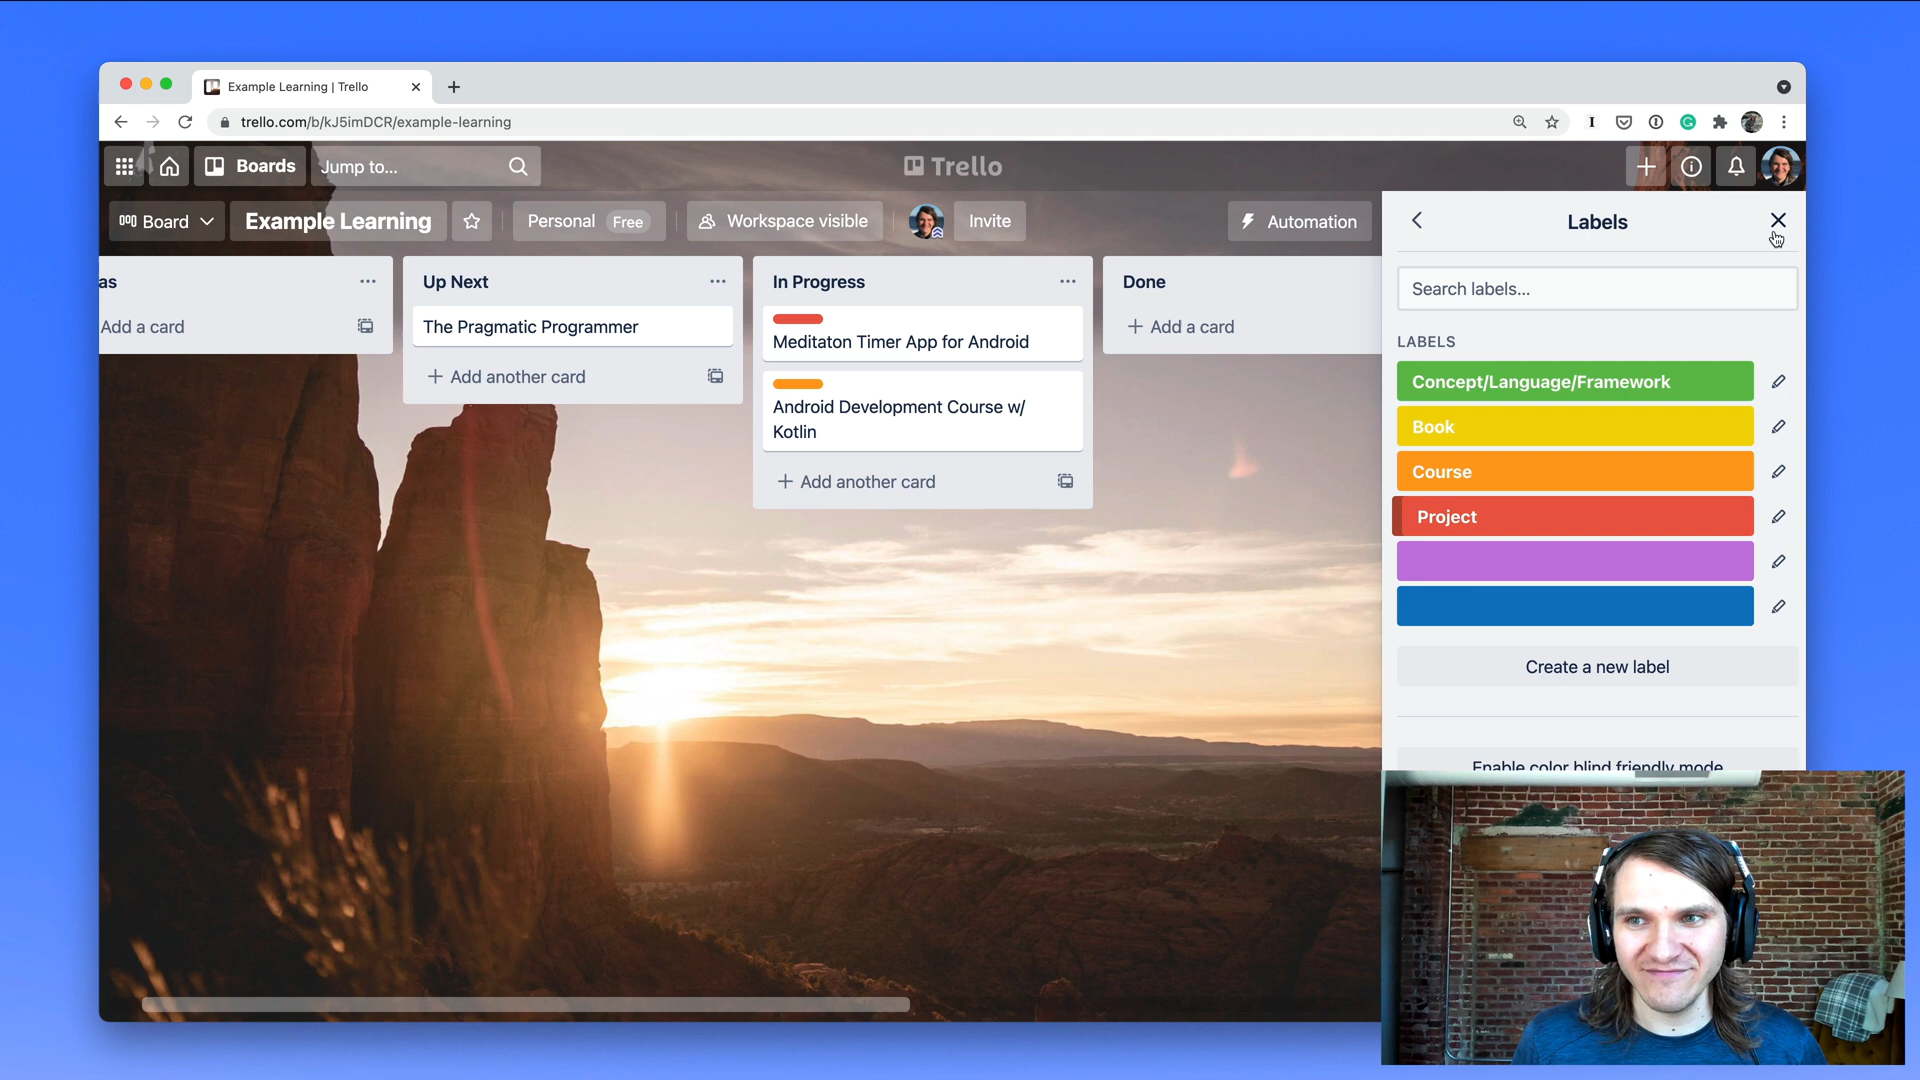 Example Learning | Trello
trello.com/b/kJ5imDCR/example-learning
Boards
Jump to...
Trello
Board
Example Learning
Personal Free
Workspace visible
Invite
Automation
as
Add a card
Up Next
The Pragmatic Programmer
Add another card
In Progress
Meditaton Timer App for Android
Android Development Course w/
Kotlin
Add another card
Done
Add a card
Labels
Search labels...
LABELS
Concept/Language/Framework
Book
Course
Project
Create a new label
Enable color blind friendly mode